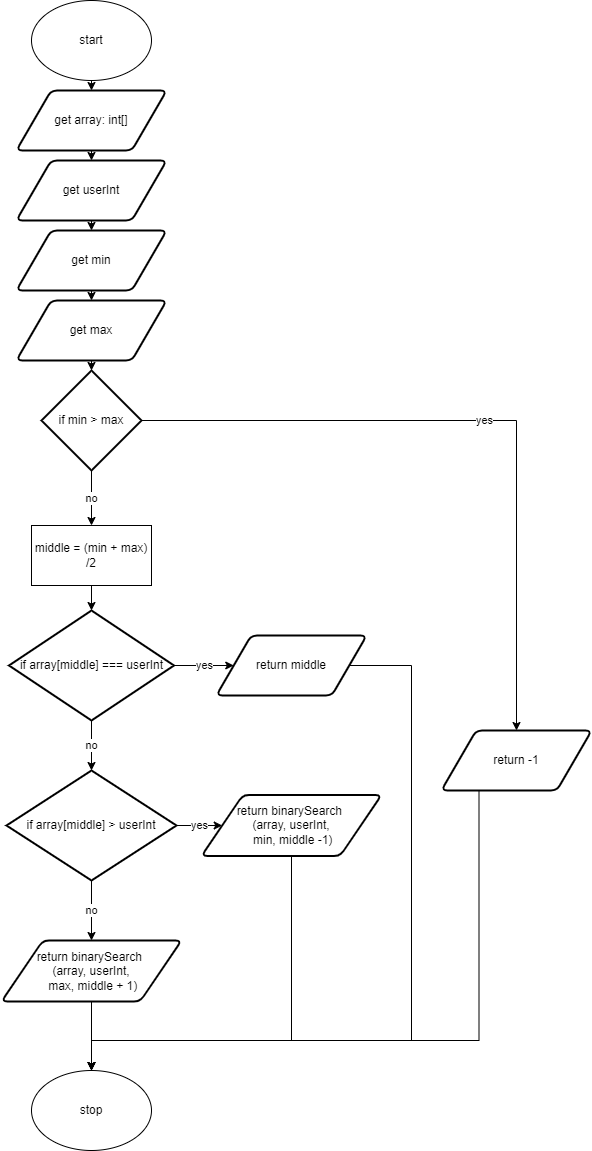 start
get array: int[]
get userInt
get min
get max
if min > max
yes
no
middle = (min + max)
/2
if array[middle] === userInt
yes
return middle
no
return -1
if array[middle] > userInt
yes
return binarySearch
(array, userInt,
min, middle -1)
no
return binarySearch
(array, userInt,
max, middle + 1)
stop